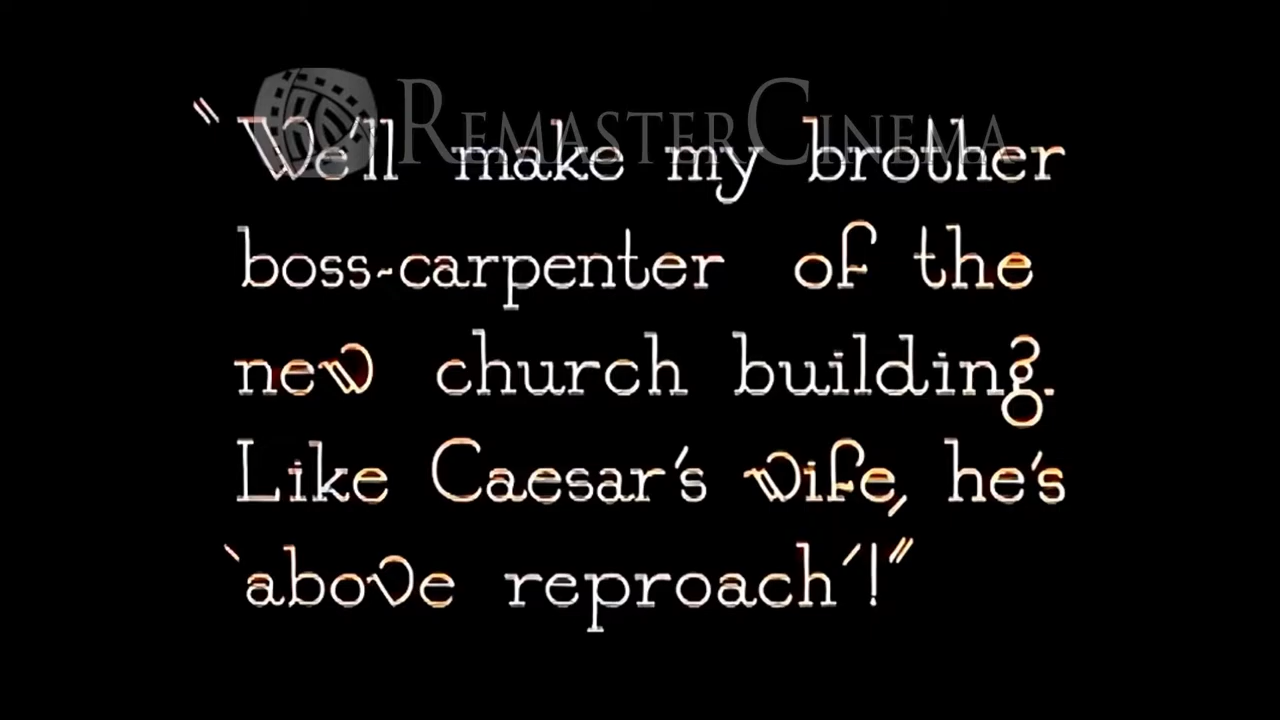 REMASTERCINEMA
"We'll make my brother
boss-carpenter of the
new church building.
Like Caesar's wife, he's
'above reproach'!"